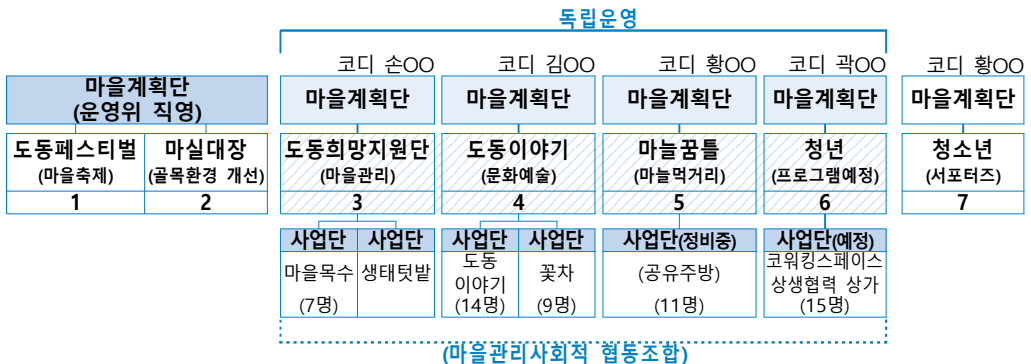 독립운영
코디 손OO 코디 김OO 코디 황OO 코디 곽OO 코디 황OO
마을계획단
(운영위 직영)
마을계획단 마을계획단 마을계획단 마을계획단 마을계획단
도동페스티벌 마실대장 도동희망지원단 도동이야기 마늘꿈틀 청년 청소년
(마을축제) (골목환경 개선) (마을관리) (문화예술) (마늘먹거리) (프로그램예정) (서포터즈)
1 2 3 4 5 6 7
사업단 사업단 사업단 사업단 사업단(정비중) 사업단(예정)
마을목수
(7명)
생태텃밭
도동
이야기
(14명)
꽃차
(9명)
(공유주방)
(11명)
코워킹스페이스
상생협력 상가
(15명)
(마을관리사회적 협동조합)